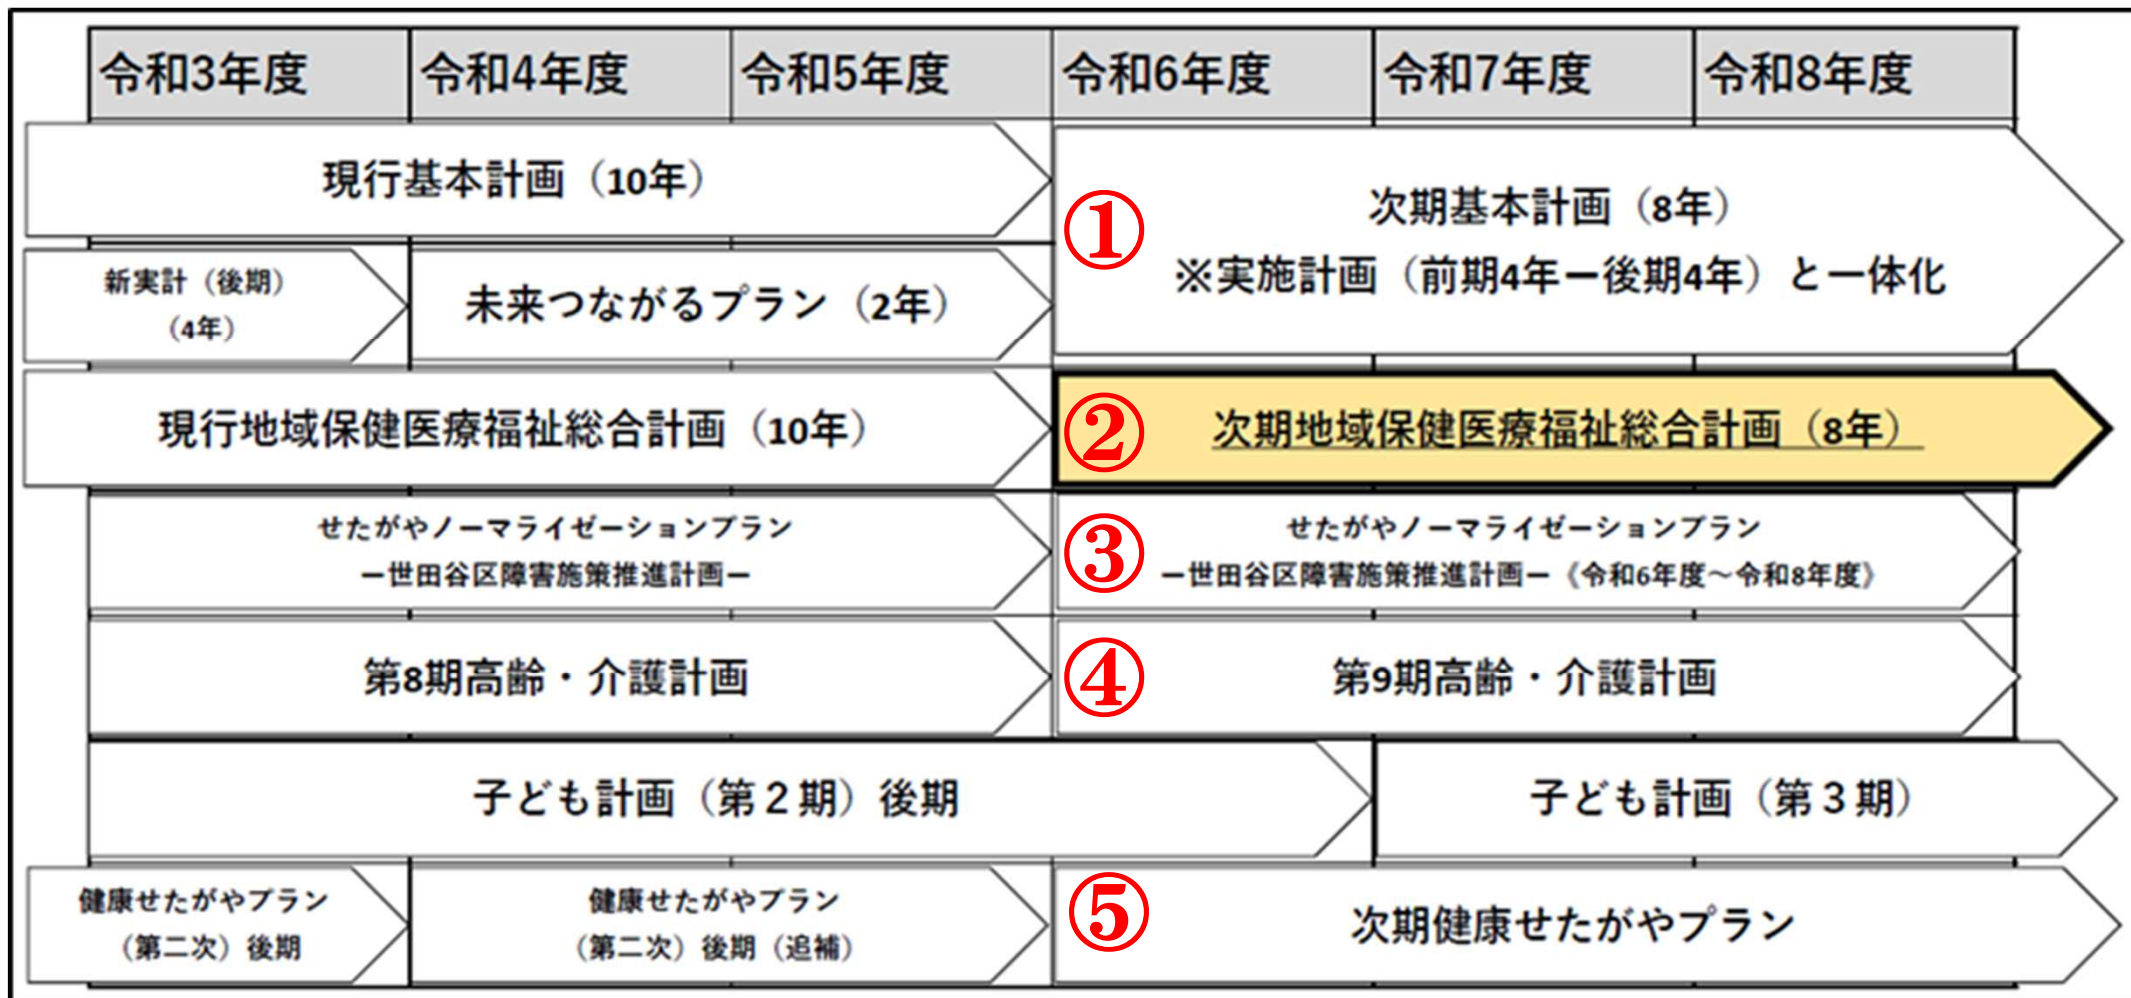 令和3年度 令和4年度 令和5年度 令和6年度 令和7年度 令和8年度
現行基本計画（10年）
①
次期基本計画（8年）
※実施計画（前期4年ー後期4年）と一体化
新実計（後期）
（4年）
未来つながるプラン（2年）
現行地域保健医療福祉総合計画（10年）
②
次期地域保健医療福祉総合計画（8年）
せたがやノーマライゼーションプラン
ー世田谷区障害施策推進計画ー
③
せたがやノーマライゼーションプラン
ー世田谷区障害施策推進計画ー《令和6年度～令和8年度》
第8期高齢・介護計画
④
第9期高齢・介護計画
子ども計画（第２期）後期
子ども計画（第３期）
健康せたがやプラン
（第二次）後期
健康せたがやプラン
（第二次）後期（追補）
⑤
次期健康せたがやプラン